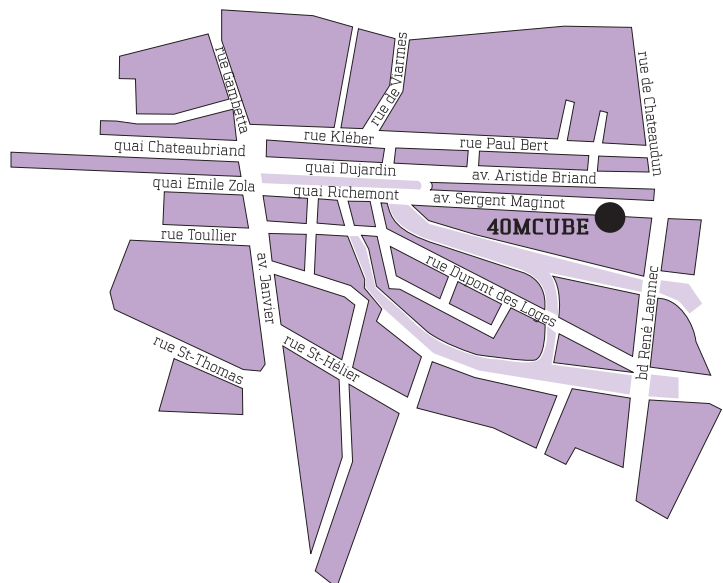 rue de Viarmes
rue Gambetta
rue de Chateaudun
rue Kléber
rue Paul Bert
quai Chateaubriand
quai Dujardin
av. Aristide Briand
quai Emile Zola
quai Richemont
av. Sergent Maginot
40MCUBE
rue Toullier
av. Janvier
rue Dupont des Loges
bd René Laennec
rue St-Thomas
rue St-Hélier